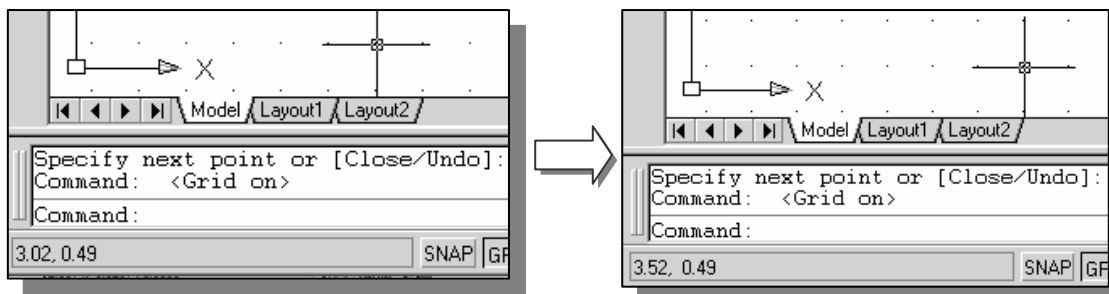 X
Model Layout1 Layout2
Specify next point or [Close/Undo]:
Command: <Grid on>
Command:
3.02, 0.49 SNAP
X
Model Layout1 Layout2
Specify next point or [Close/Undo]:
Command: <Grid on>
Command:
3.52, 0.49 SNAP